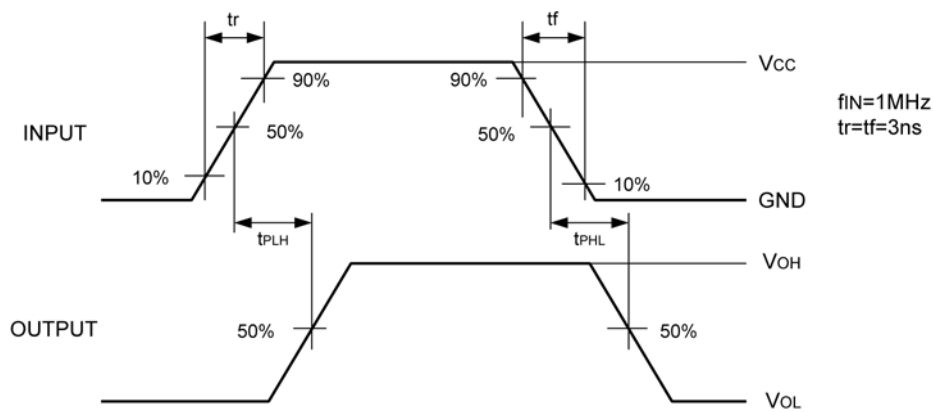 tr
tf
VCC
90%
90%
fIN=1MHz
tr=tf=3ns
INPUT
50%
50%
10%
10%
GND
tPLH
tPHL
VOH
OUTPUT
50%
50%
VOL